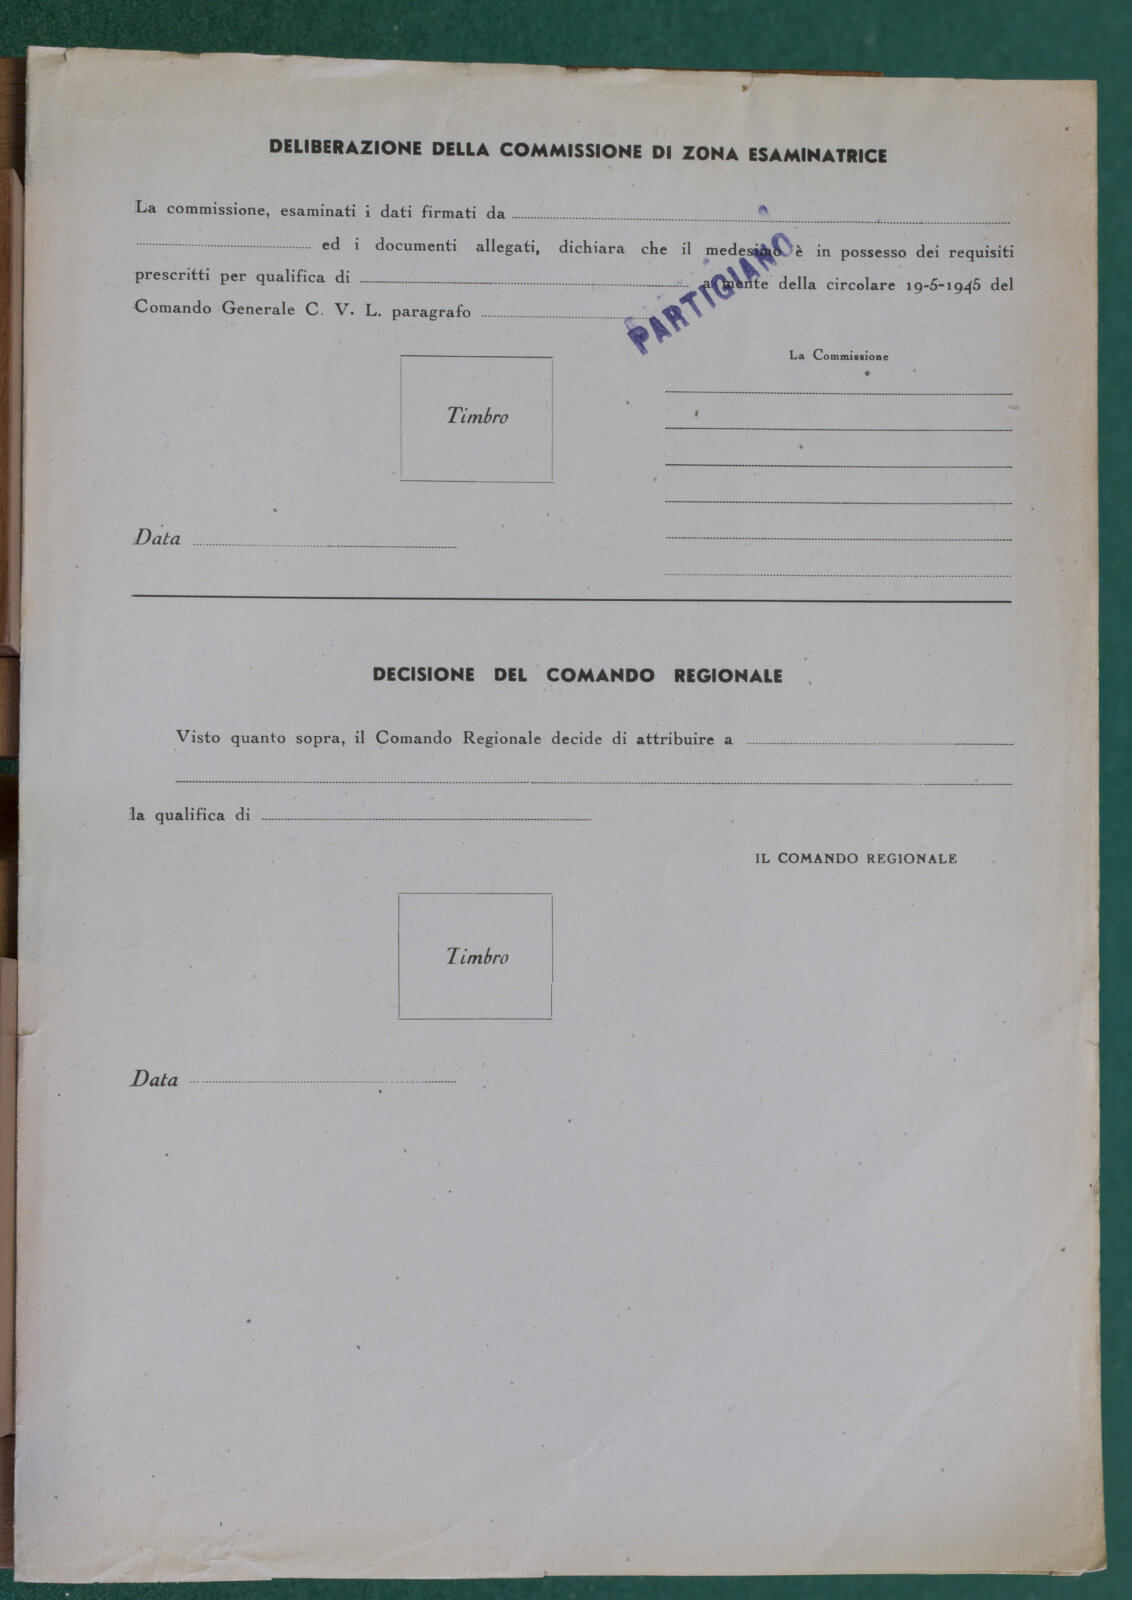 DELIBERAZIONE DELLA COMMISSIONE DI ZONA ESAMINATRICE
La commissione, esaminati i dati firmati da
ed i documenti allegati, dichiara che il medesimo è in possesso dei requisiti
prescritti per qualifica di a mente della circolare 19-5-1945 del
Comando Generale C. V. L. paragrafo
PARTIGIANO
La Commissione
Timbro
Data
DECISIONE DEL COMANDO REGIONALE
Visto quanto sopra, il Comando Regionale decide di attribuire a
la qualifica di
IL COMANDO REGIONALE
Timbro
Data